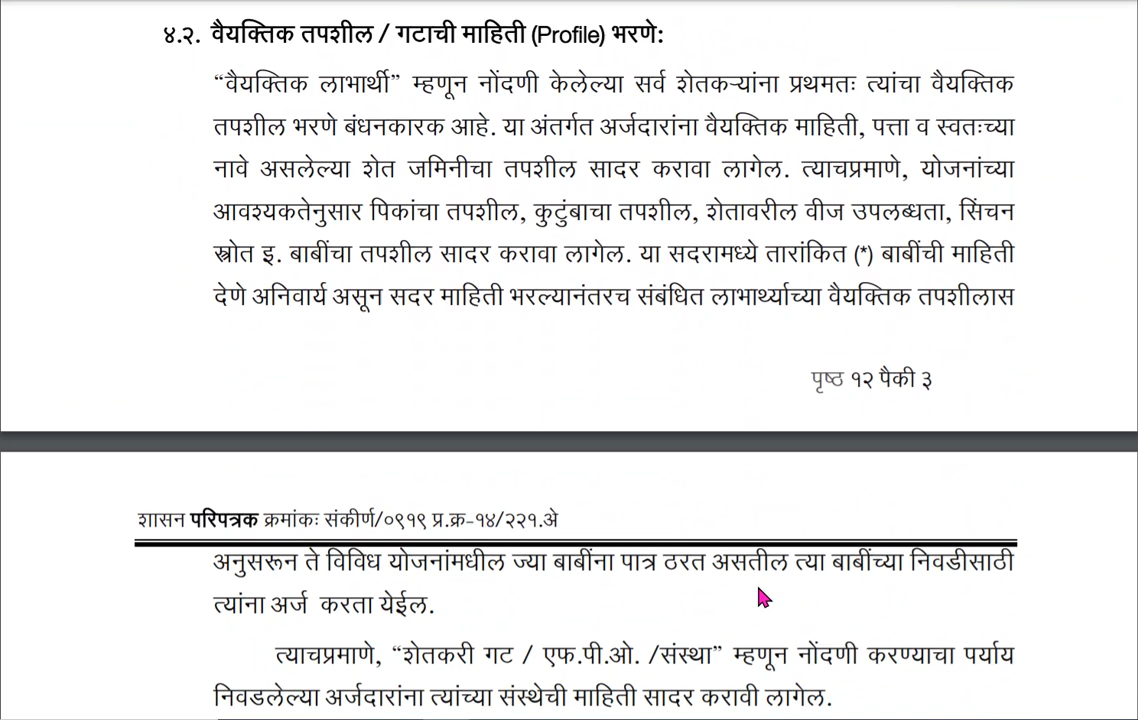 ४.२. वैयक्तिक तपशील / गटाची माहिती (Profile) भरणे:
“वैयक्तिक लाभार्थी” म्हणून नोंदणी केलेल्या सर्व शेतकऱ्यांना प्रथमतः त्यांचा वैयक्तिक
तपशील भरणे बंधनकारक आहे. या अंतर्गत अर्जदारांना वैयक्तिक माहिती, पत्ता व स्वतःच्या
नावे असलेल्या शेत जमिनीचा तपशील सादर करावा लागेल. त्याचप्रमाणे, योजनांच्या
आवश्यकतेनुसार पिकांचा तपशील, कुटुंबाचा तपशील, शेतावरील वीज उपलब्धता, सिंचन
स्त्रोत इ. बाबींचा तपशील सादर करावा लागेल. या सदरामध्ये तारांकित (*) बाबींची माहिती
देणे अनिवार्य असून सदर माहिती भरल्यानंतरच संबंधित लाभार्थ्याच्या वैयक्तिक तपशीलास
पृष्ठ १२ पैकी ३
शासन परिपत्रक क्रमांकः संकीर्ण/०९१९ प्र.क्र-१४/२२१.अे
अनुसरून ते विविध योजनांमधील ज्या बाबींना पात्र ठरत असतील त्या बाबींच्या निवडीसाठी
त्यांना अर्ज करता येईल.
त्याचप्रमाणे, “शेतकरी गट / एफ.पी.ओ. /संस्था” म्हणून नोंदणी करण्याचा पर्याय
निवडलेल्या अर्जदारांना त्यांच्या संस्थेची माहिती सादर करावी लागेल.